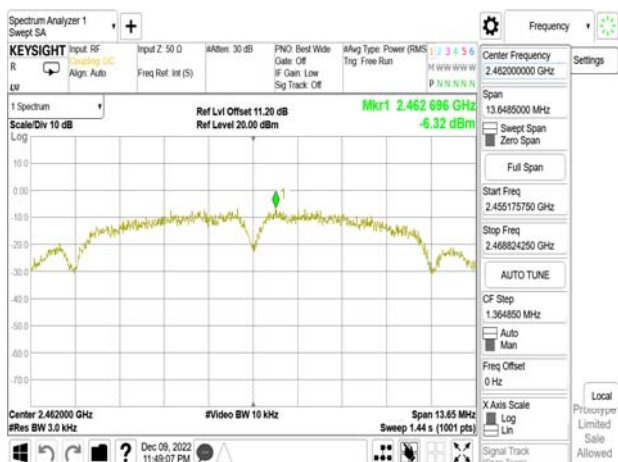 Spectrum Analyzer 1
Swept SA
+
Frequency
KEYSIGHT
R
LVI
Input: RF
Coupling: DC
Align: Auto
Input Z: 50 Ω
Freq Ref: Int (S)
#Atten: 30 dB
PNO: Best Wide
Gate: Off
IF Gain: Low
Sig Track: Off
#Avg Type: Power (RMS
Trig: Free Run
1 2 3 4 5 6
M W W W W W
P N N N N N
1 Spectrum
Scale/Div 10 dB
Log
Ref Lvl Offset 11.20 dB
Ref Level 20.00 dBm
Mkr1 2.462 696 GHz
-6.32 dBm
10.0
0.00
-10.0
-20.0
-30.0
-40.0
-50.0
-60.0
-70.0
1
Center 2.462000 GHz
#Res BW 3.0 kHz
#Video BW 10 kHz
Span 13.65 MHz
Sweep 1.44 s (1001 pts)
Center Frequency
2.462000000 GHz
Settings
Span
13.6485000 MHz
Swept Span
Zero Span
Full Span
Start Freq
2.455175750 GHz
Stop Freq
2.468824250 GHz
AUTO TUNE
CF Step
1.364850 MHz
Auto
Man
Freq Offset
0 Hz
X Axis Scale
Log
Lin
Signal Track
Local
Prototype
Limited
Sale
Allowed
?
Dec 09, 2022
11:49:07 PM